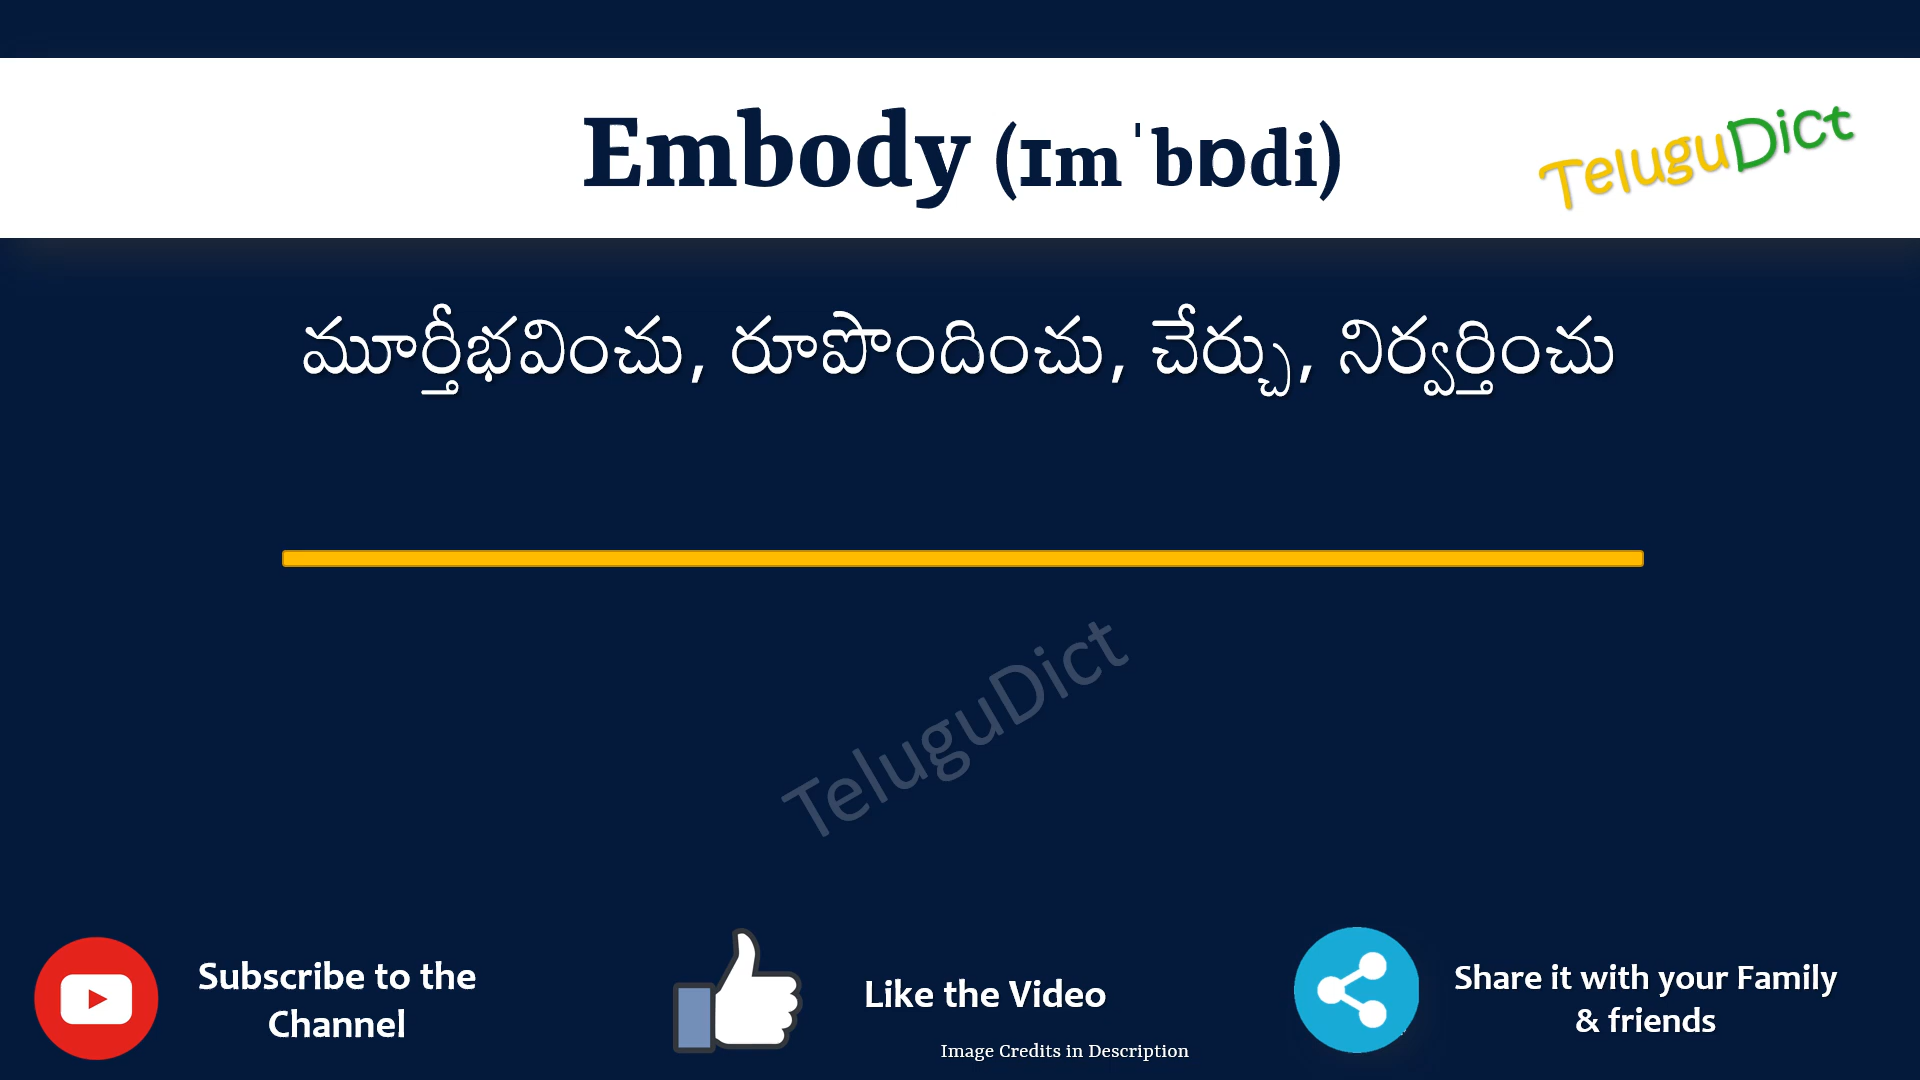 Embody (ɪmˈbɒdi)
TeluguDict
మూర్తీభవించు, రూపొందించు, చేర్చు, నిర్వర్తించు
TeluguDict
Subscribe to the
Channel
Like the Video
Share it with your Family
& friends
Image Credits in Description